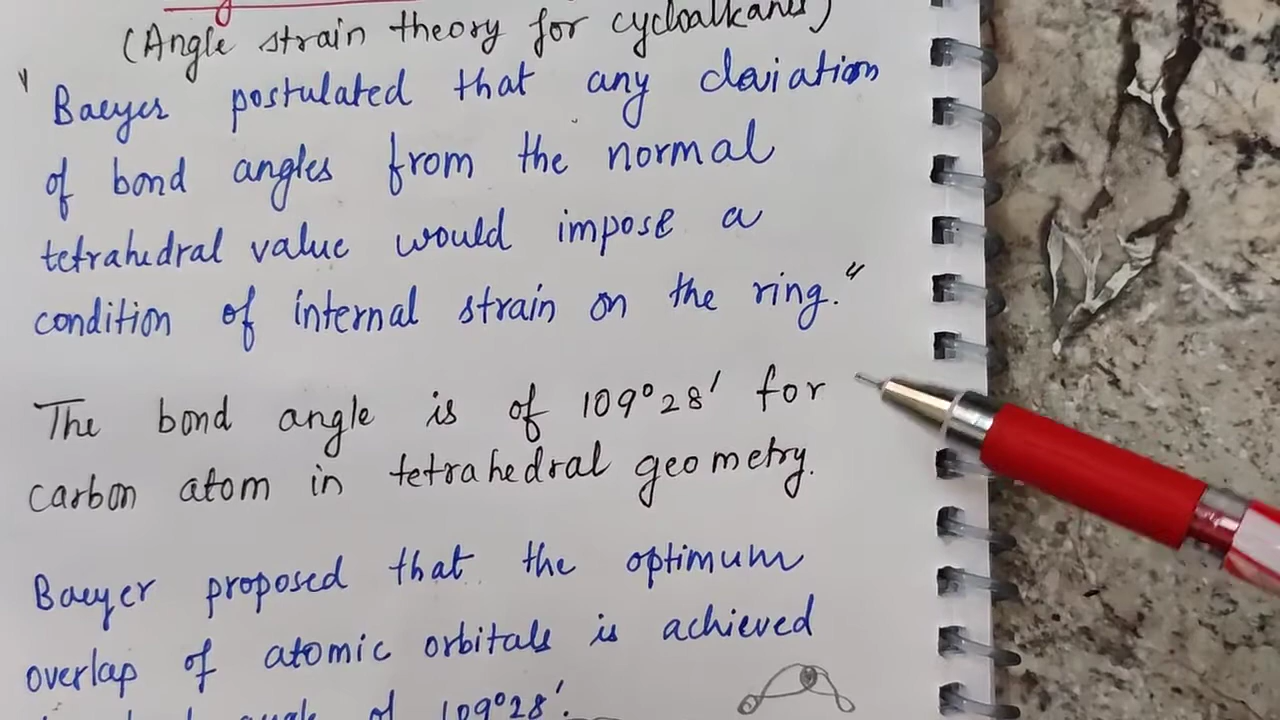 (Angle strain theory for cycloalkanes)
"Baeyer postulated that any deviation
of bond angles from the normal
tetrahedral value would impose a
condition of internal strain on the ring."
The bond angle is of 109°28' for
carbon atom in tetrahedral geometry.
Baeyer proposed that the optimum
overlap of atomic orbitals is achieved
angle of 109°28'.